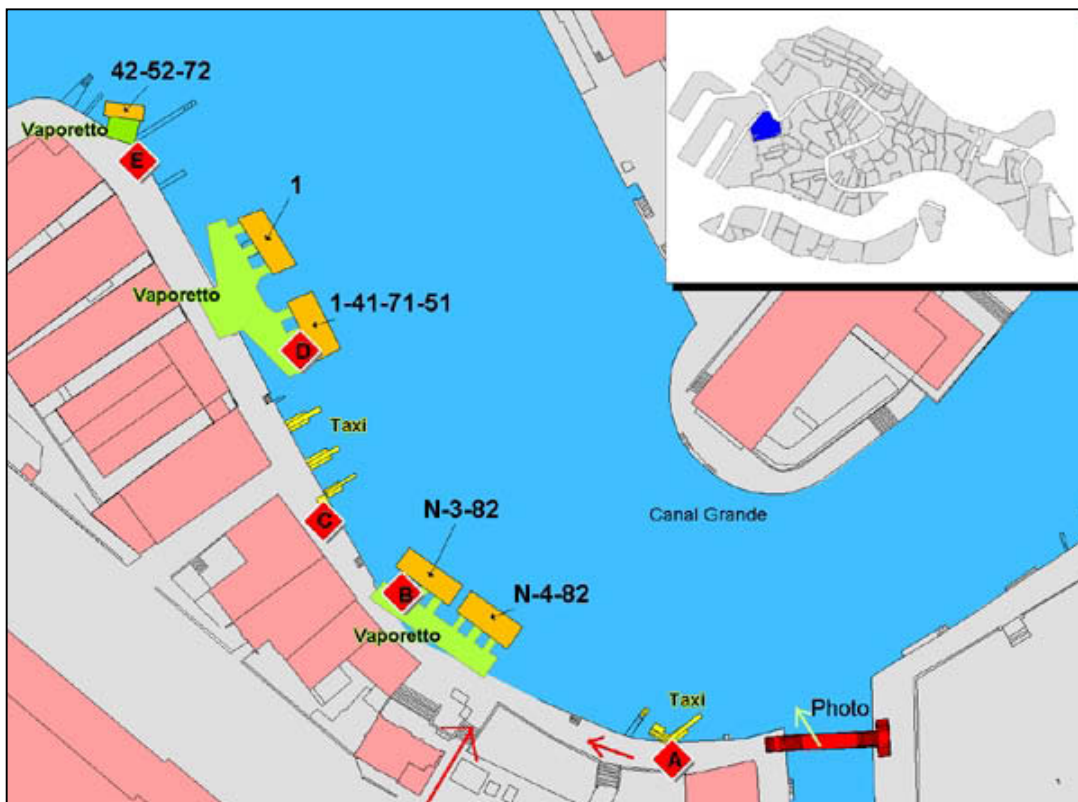 42-52-72
Vaporetto
E
1
Vaporetto
1-41-71-51
D
Taxi
C
N-3-82
B
N-4-82
Vaporetto
Canal Grande
Taxi
A
Photo